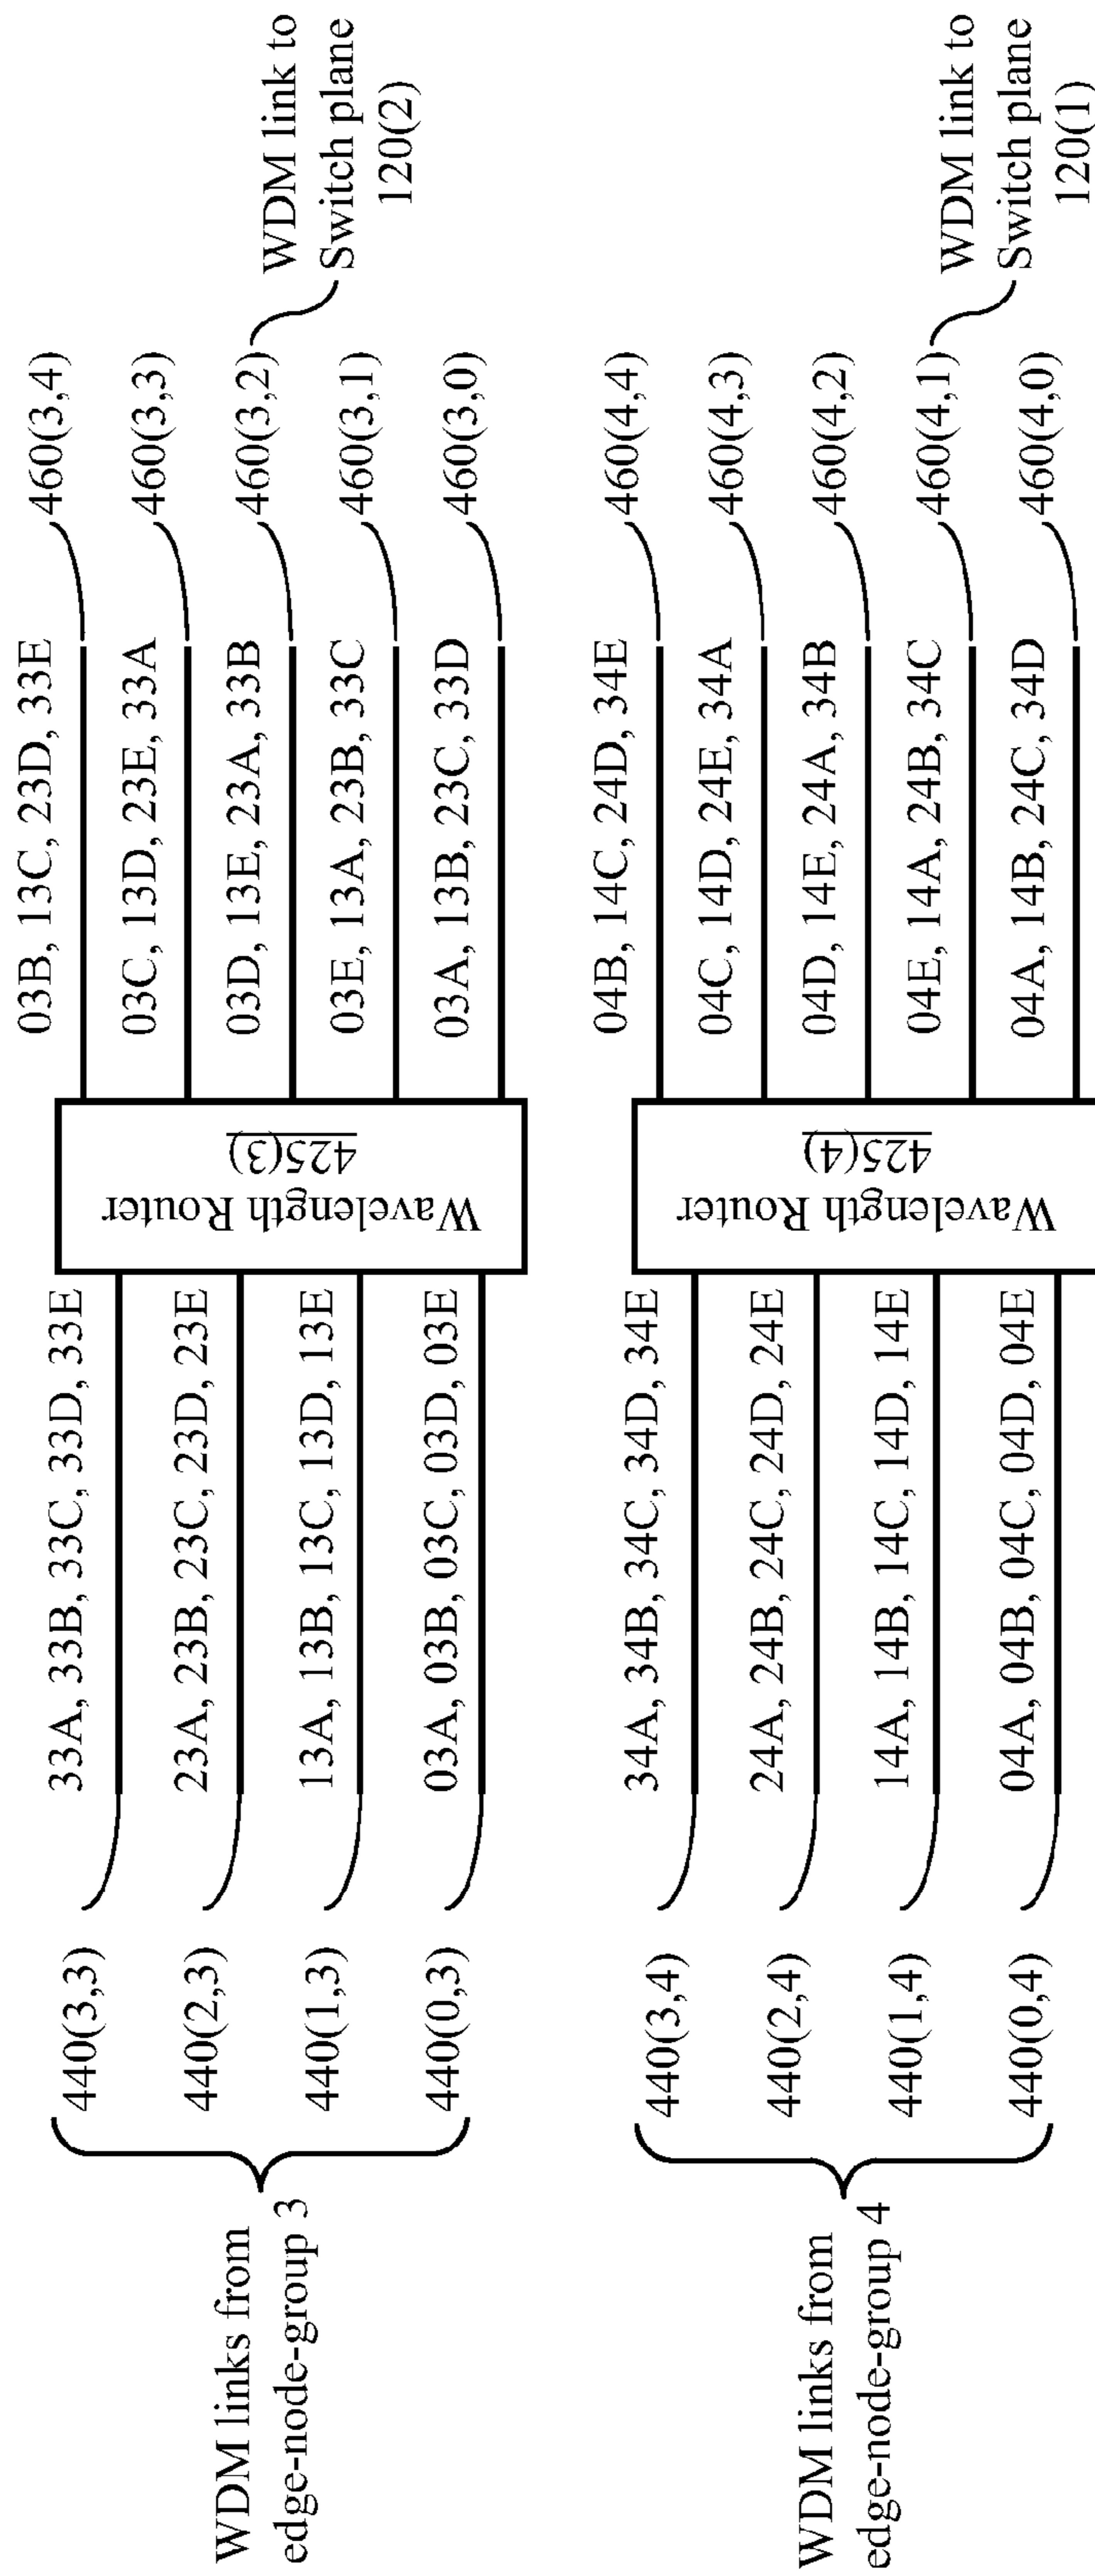 WDM links from
edge-node-group 3
440(3,3)
440(2,3)
440(1,3)
440(0,3)
33A, 33B, 33C, 33D, 33E
23A, 23B, 23C, 23D, 23E
13A, 13B, 13C, 13D, 13E
03A, 03B, 03C, 03D, 03E
Wavelength Router
425(3)
03B, 13C, 23D, 33E
03C, 13D, 23E, 33A
03D, 13E, 23A, 33B
03E, 13A, 23B, 33C
03A, 13B, 23C, 33D
460(3,4)
460(3,3)
460(3,2)
460(3,1)
460(3,0)
WDM link to
Switch plane
120(2)
WDM links from
edge-node-group 4
440(3,4)
440(2,4)
440(1,4)
440(0,4)
34A, 34B, 34C, 34D, 34E
24A, 24B, 24C, 24D, 24E
14A, 14B, 14C, 14D, 14E
04A, 04B, 04C, 04D, 04E
Wavelength Router
425(4)
04B, 14C, 24D, 34E
04C, 14D, 24E, 34A
04D, 14E, 24A, 34B
04E, 14A, 24B, 34C
04A, 14B, 24C, 34D
460(4,4)
460(4,3)
460(4,2)
460(4,1)
460(4,0)
WDM link to
Switch plane
120(1)